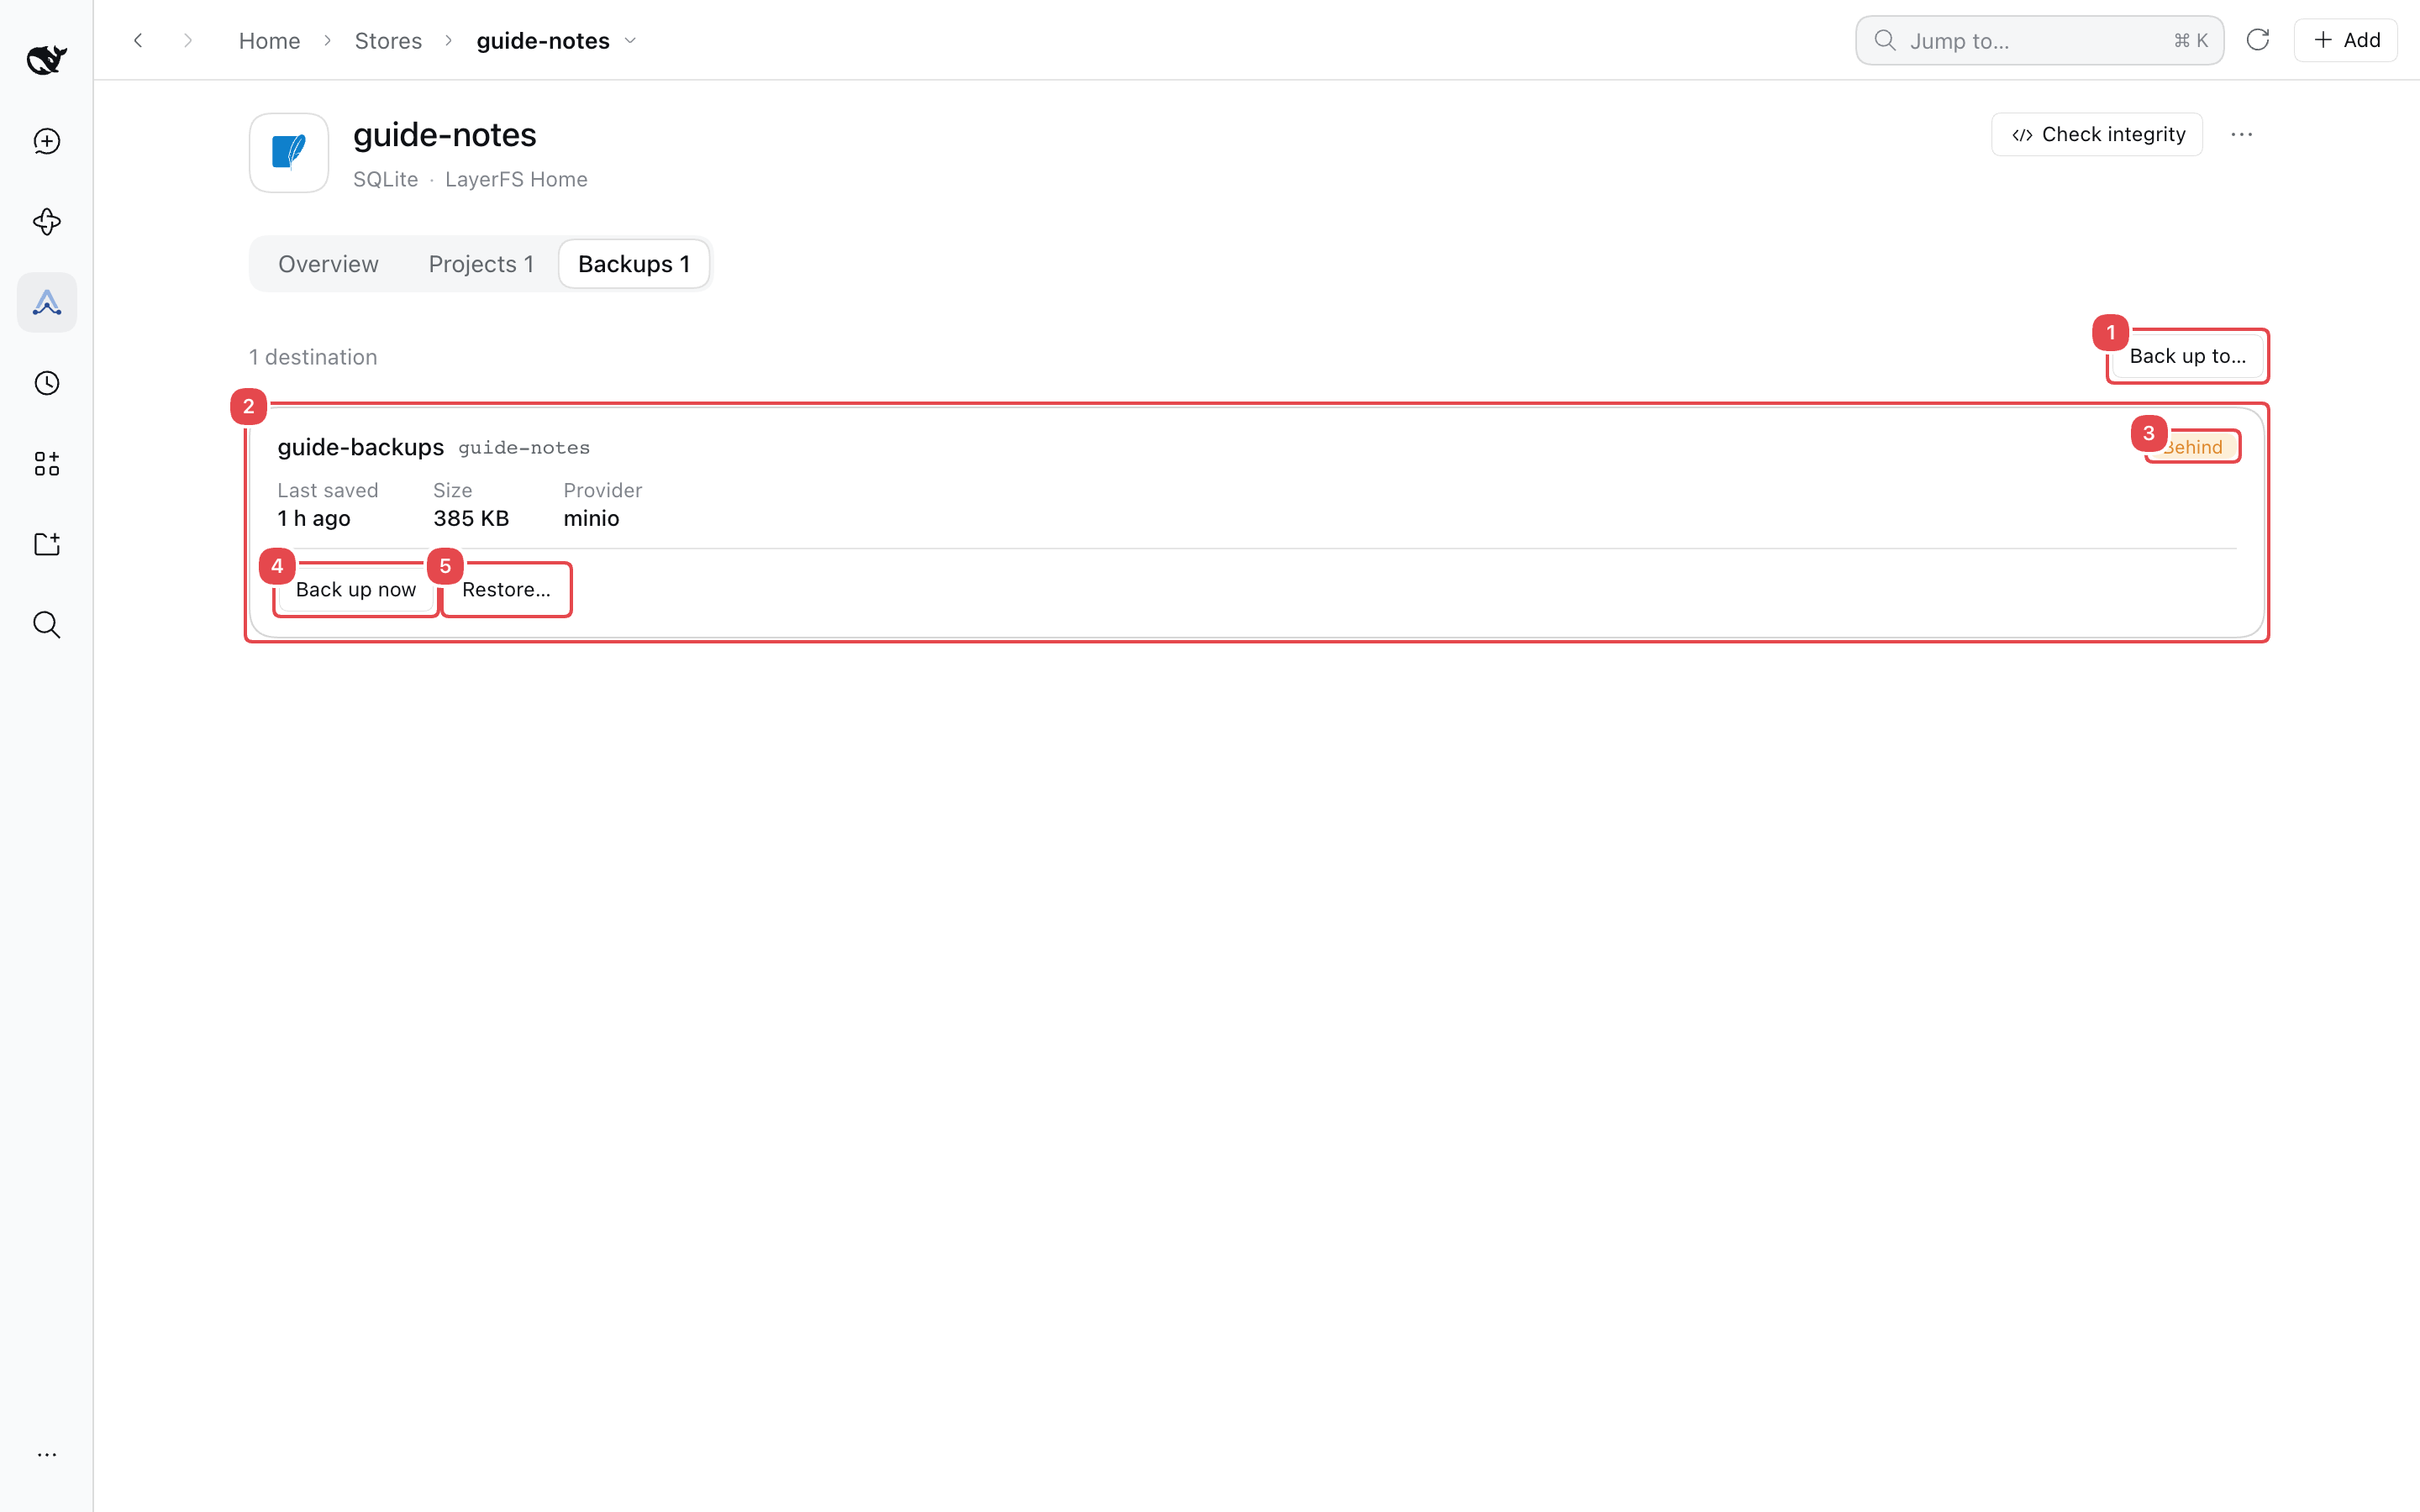 Home > Stores > guide-notes
Jump to...
⌘ K
+ Add
guide-notes
SQLite · LayerFS Home
</> Check integrity
Overview
Projects 1
Backups 1
1 destination
1
Back up to...
2
guide-backups guide-notes
3
Behind
Last saved Size Provider
1 h ago 385 KB minio
4
Back up now
5
Restore...